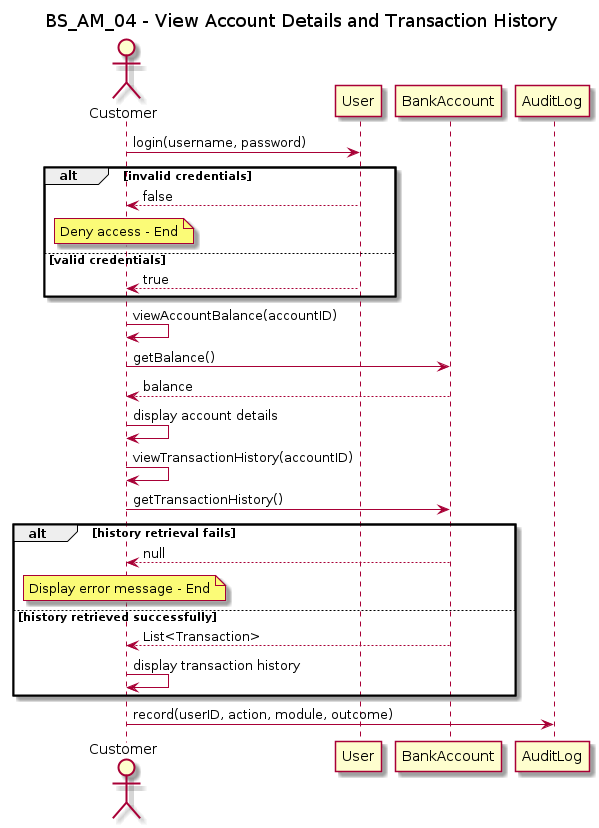 BS_AM_04 - View Account Details and Transaction History
Customer
User
BankAccount
AuditLog
login(username, password)
alt [invalid credentials]
false
Deny access - End
[valid credentials]
true
viewAccountBalance(accountID)
getBalance()
balance
display account details
viewTransactionHistory(accountID)
getTransactionHistory()
alt [history retrieval fails]
null
Display error message - End
[history retrieved successfully]
List<Transaction>
display transaction history
record(userID, action, module, outcome)
Customer
User
BankAccount
AuditLog